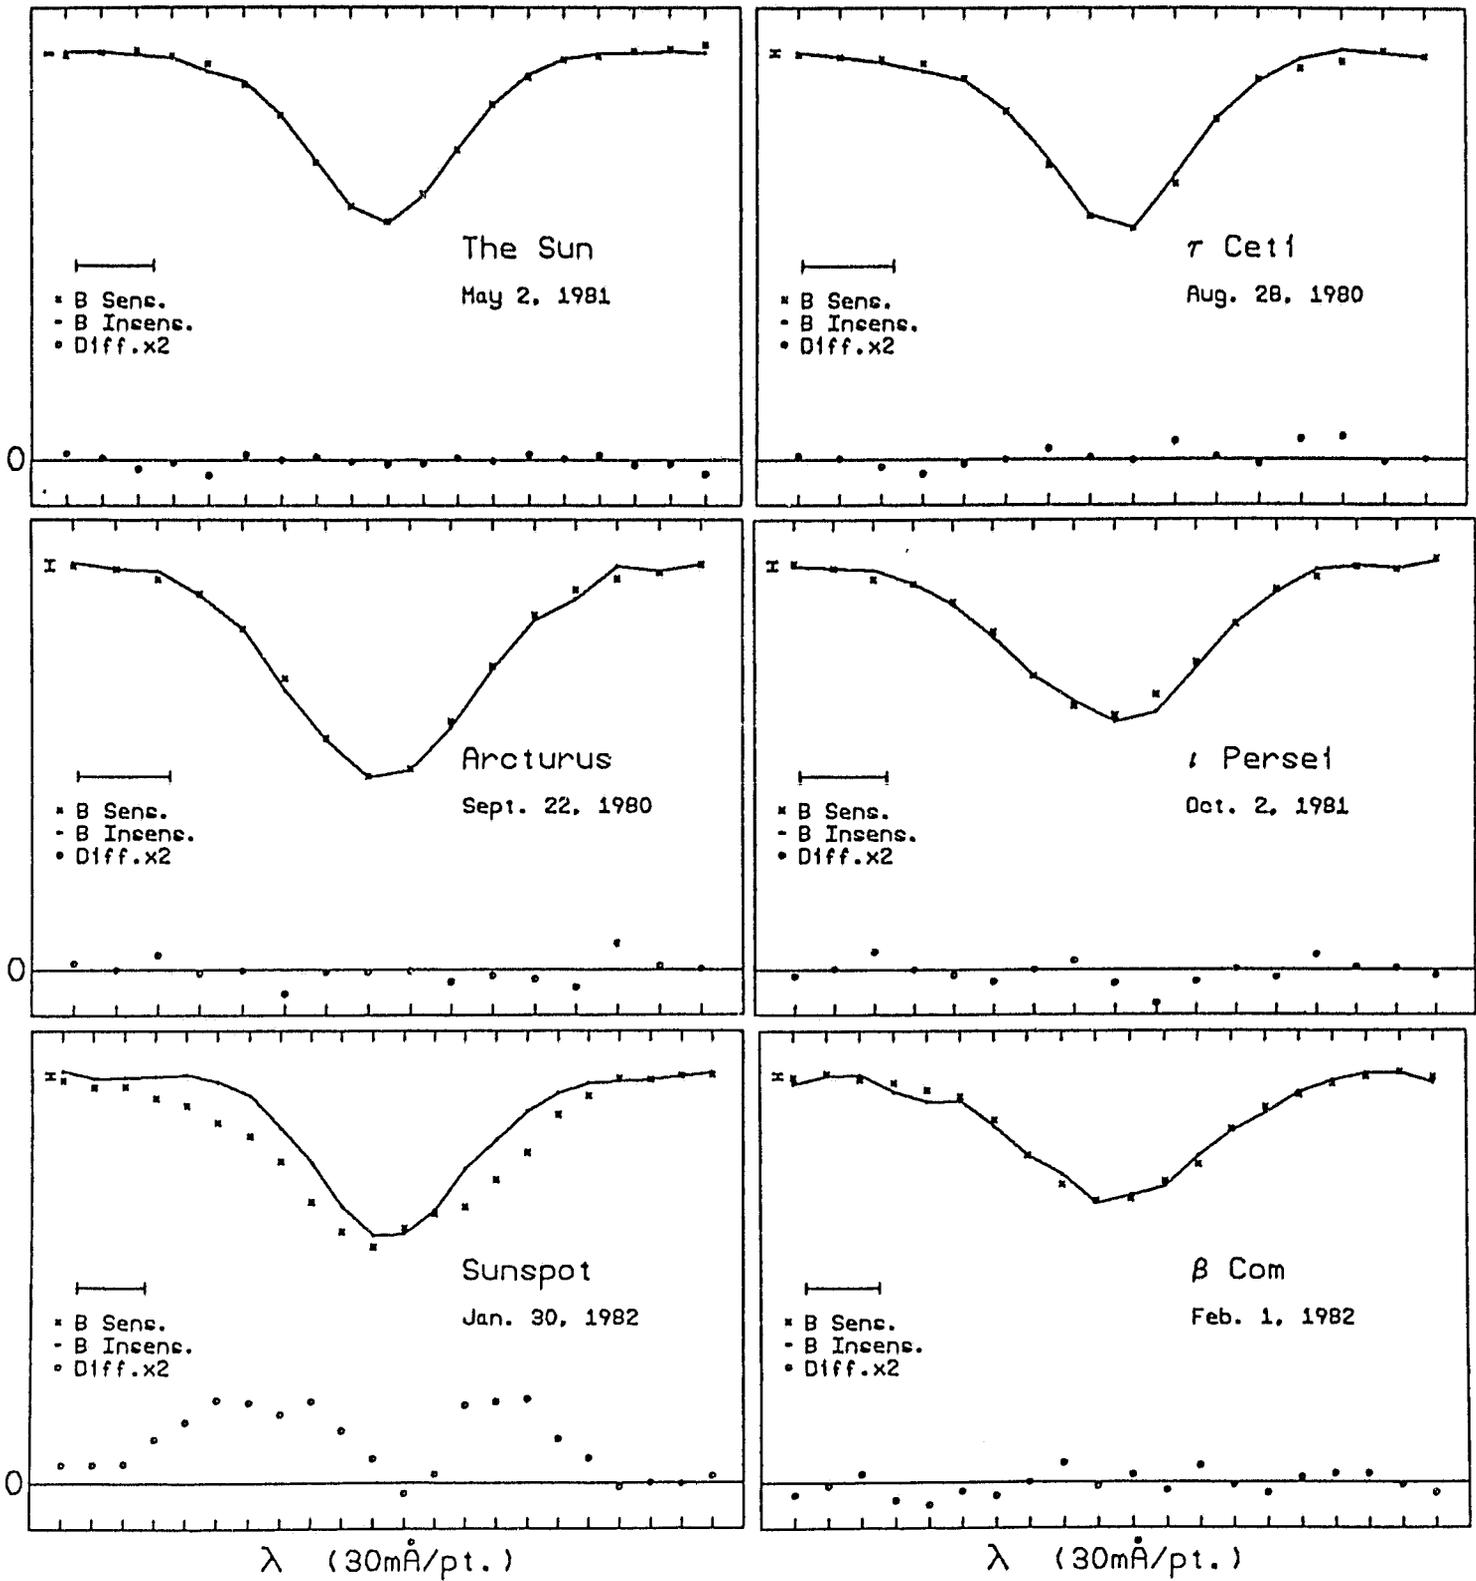 The Sun
May 2, 1981
× B Sens.
- B Insens.
∘ Diff.x2
0
τ Ceti
Aug. 28, 1980
× B Sens.
- B Insens.
• Diff.x2
Arcturus
Sept. 22, 1980
× B Sens.
- B Insens.
• Diff.x2
0
ι Persei
Oct. 2, 1981
× B Sens.
- B Insens.
• Diff.x2
Sunspot
Jan. 30, 1982
× B Sens.
- B Insens.
∘ Diff.x2
0
β Com
Feb. 1, 1982
× B Sens.
- B Insens.
• Diff.x2
λ (30mÅ/pt.)
λ (30mÅ/pt.)